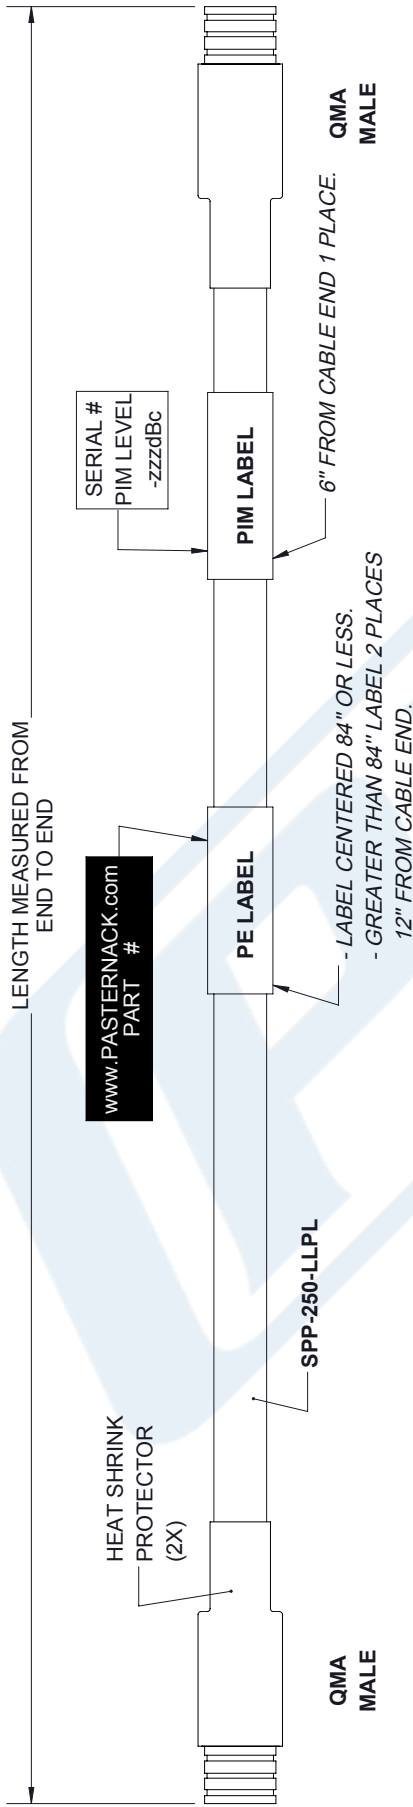 LENGTH MEASURED FROM
END TO END
HEAT SHRINK
PROTECTOR
(2X)
www.PASTERNACK.com
PART #
SERIAL #
PIM LEVEL
-zzzdBc
PE LABEL
PIM LABEL
SPP-250-LLPL
- LABEL CENTERED 84" OR LESS.
- GREATER THAN 84" LABEL 2 PLACES
12" FROM CABLE END.
6" FROM CABLE END 1 PLACE.
QMA
MALE
QMA
MALE